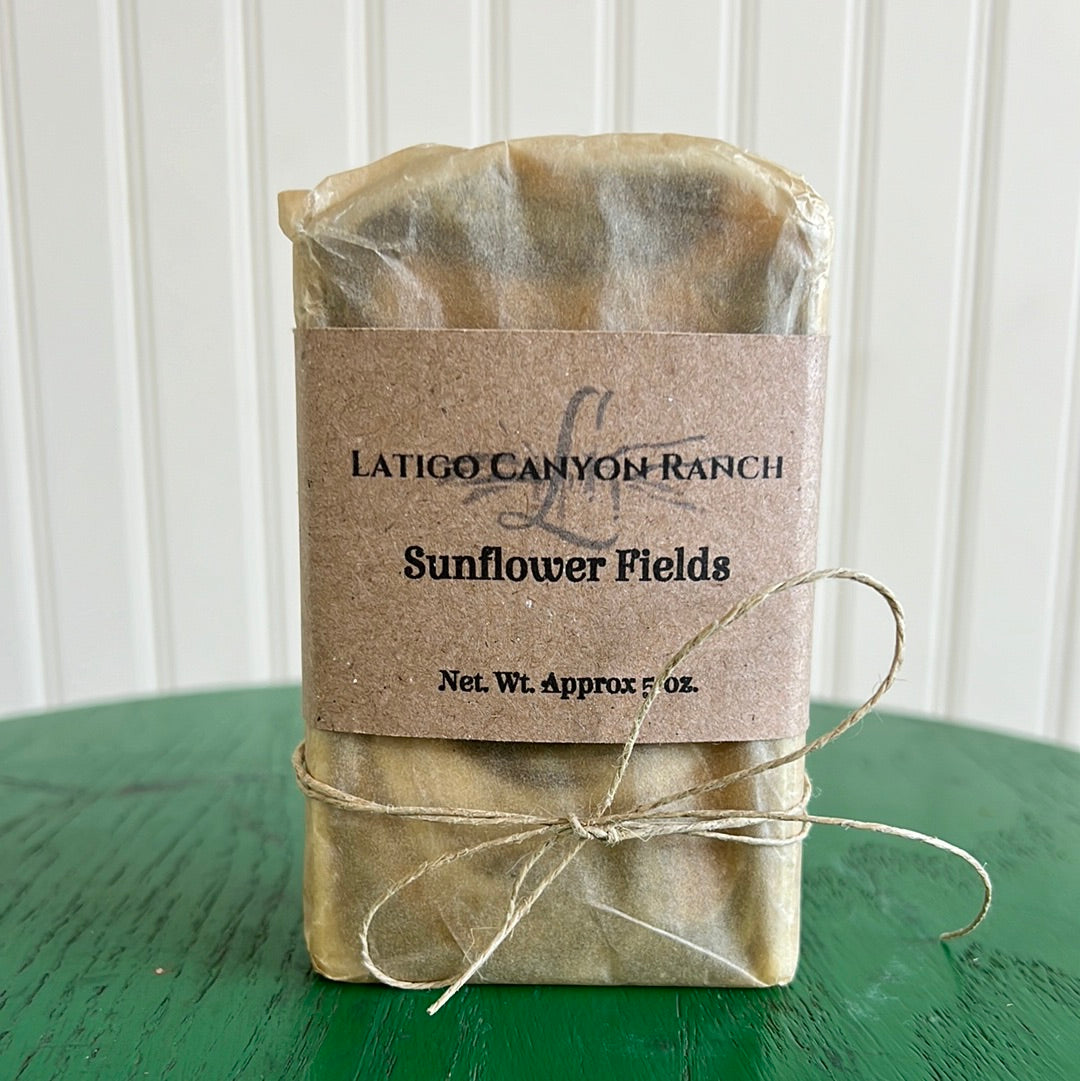 LATIGO CANYON RANCH
Sunflower Fields
Net. Wt. Approx 5 oz.